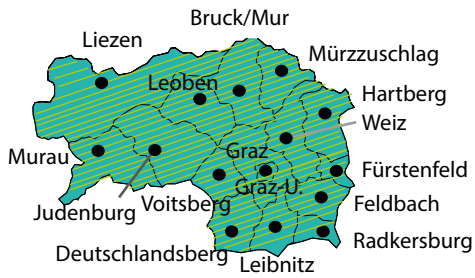 Bruck/Mur
Liezen
Mürzzuschlag
Leoben
Hartberg
Weiz
Graz
Murau
Fürstenfeld
Graz-U.
Judenburg
Voitsberg
Feldbach
Deutschlandsberg
Radkersburg
Leibnitz